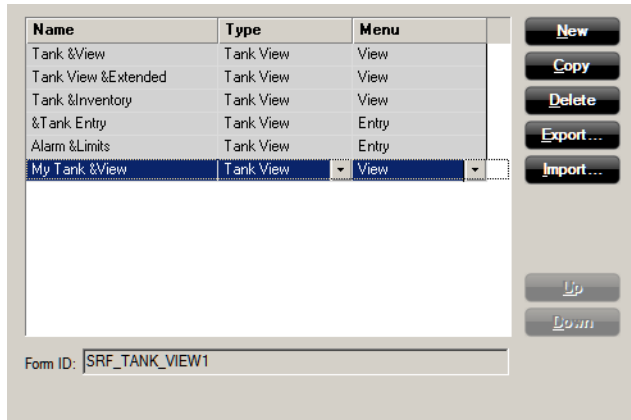 Name Type Menu
Tank &View Tank View View
Tank View &Extended Tank View View
Tank &Inventory Tank View View
&Tank Entry Tank View Entry
Alarm &Limits Tank View Entry
My Tank &View Tank View View
New
Copy
Delete
Export...
Import...
Up
Down
Form ID: SRF_TANK_VIEW1